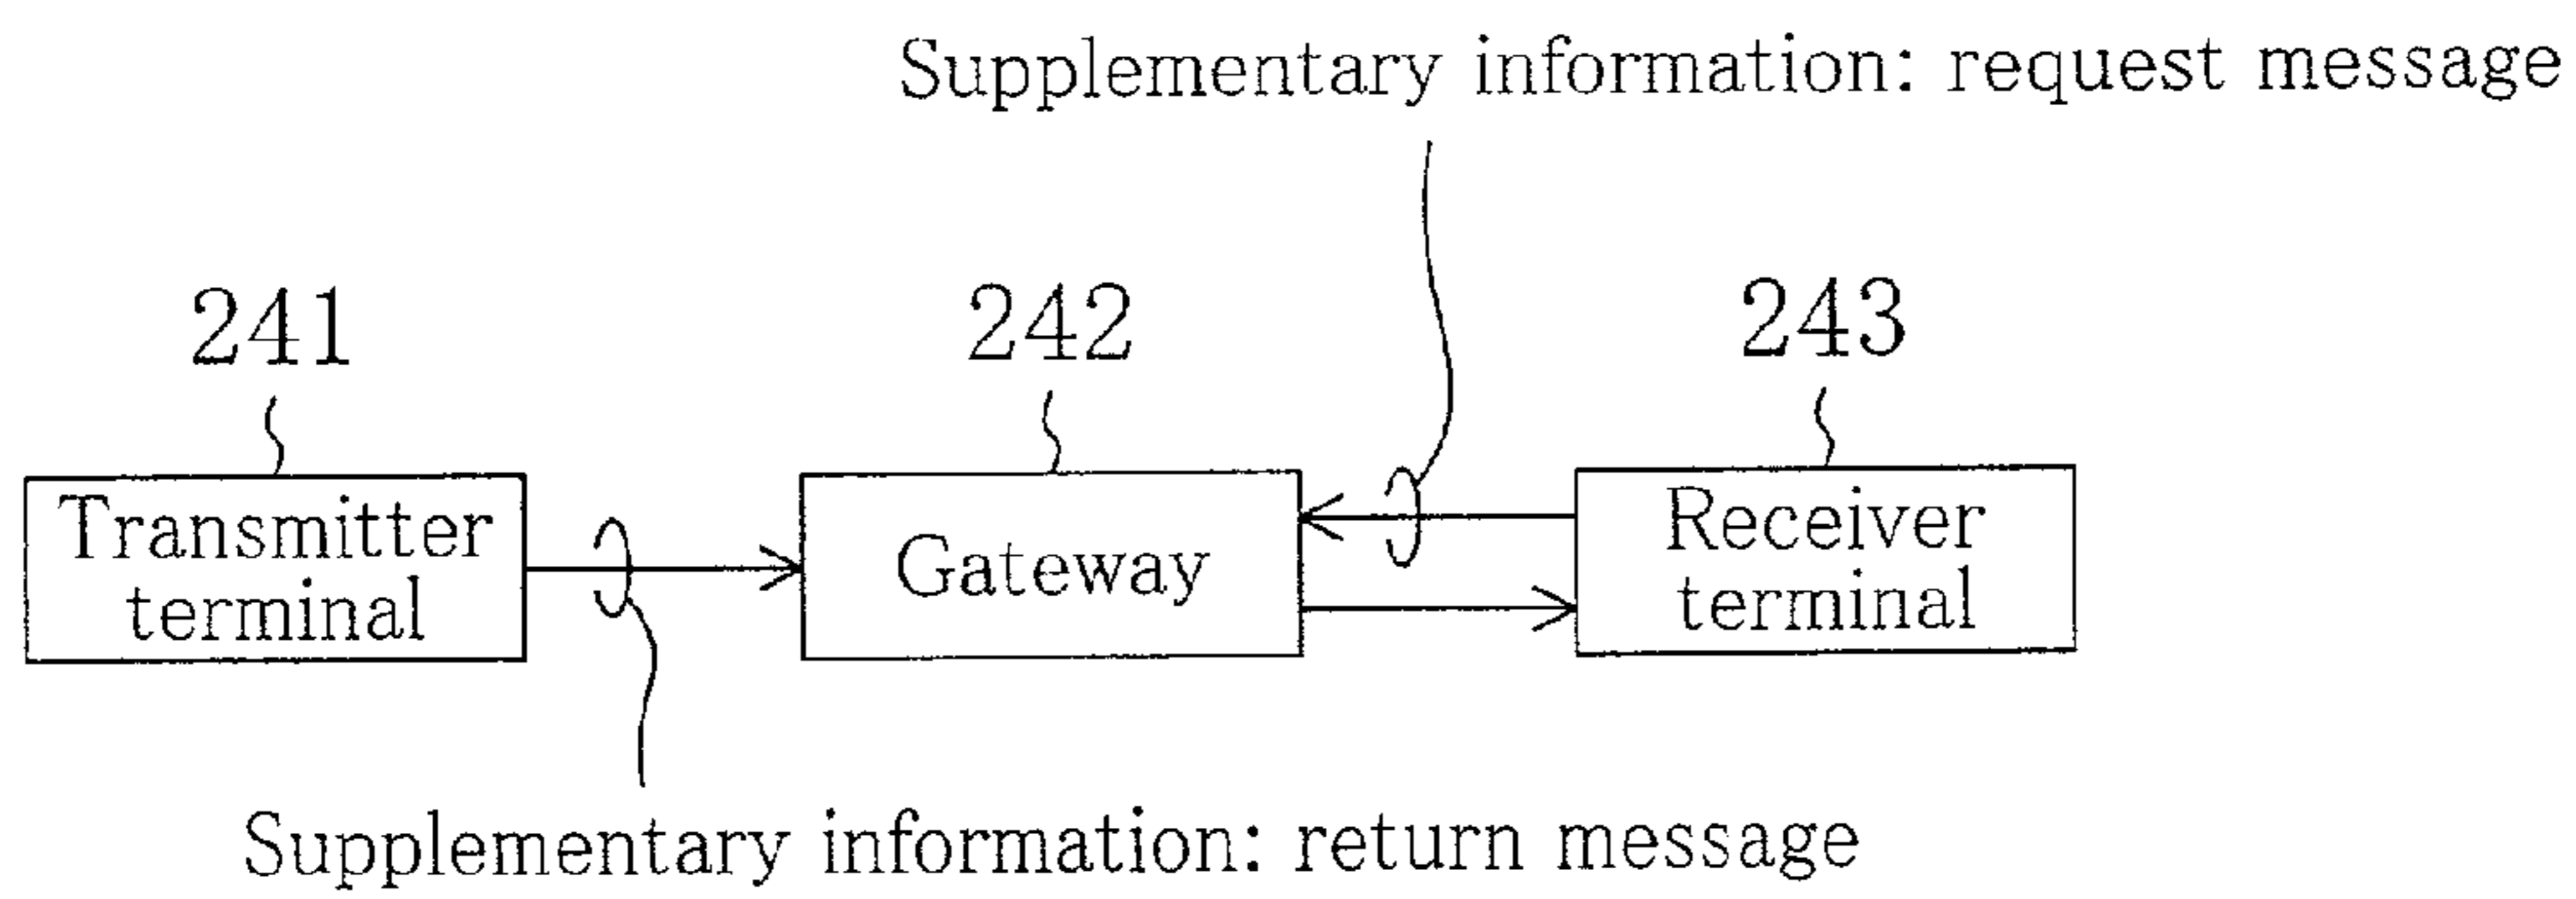 Supplementary information: request message
241
242
243
Transmitter
terminal
Gateway
Receiver
terminal
Supplementary information: return message